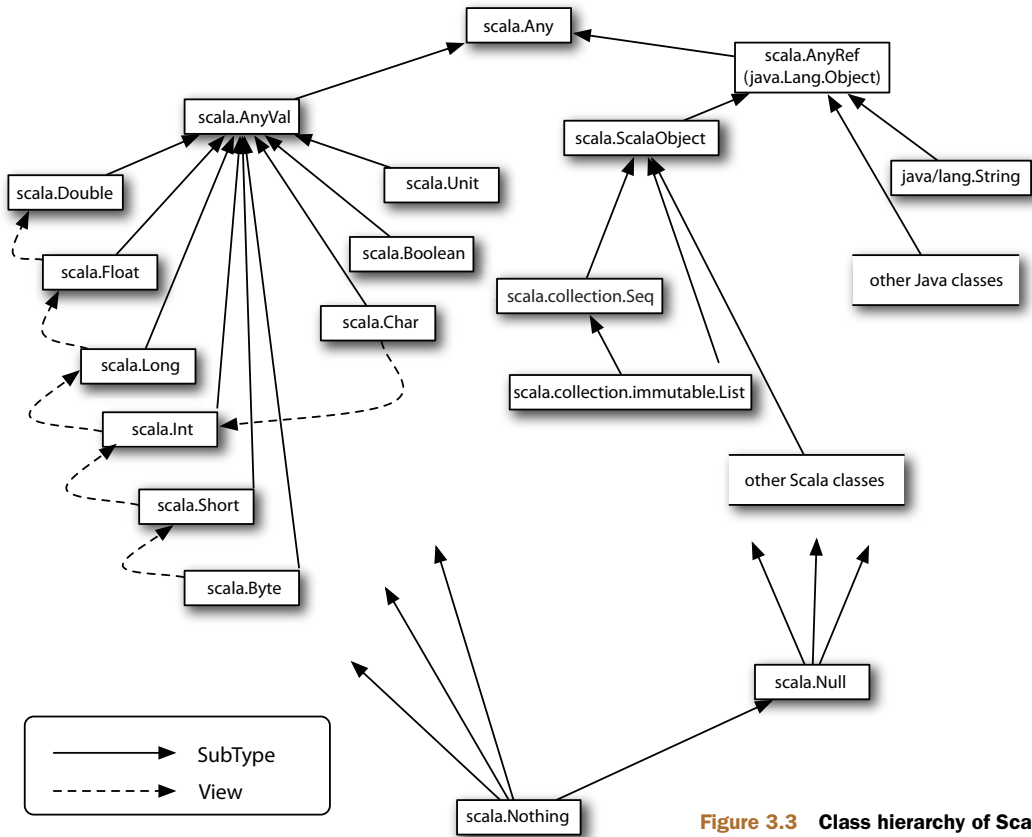 scala.Any
scala.AnyRef
(java.Lang.Object)
scala.AnyVal
scala.ScalaObject
java/lang.String
scala.Double
scala.Unit
scala.Boolean
scala.Float
other Java classes
scala.collection.Seq
scala.Char
scala.Long
scala.collection.immutable.List
scala.Int
other Scala classes
scala.Short
scala.Byte
scala.Null
SubType
View
scala.Nothing
Figure 3.3 Class hierarchy of Sca